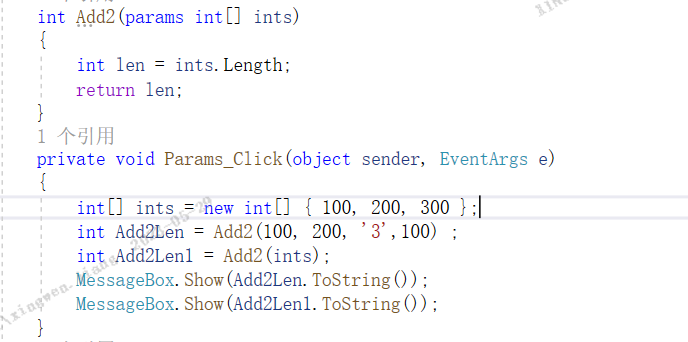 int Add2(params int[] ints)
{
int len = ints.Length;
return len;
}
1 个引用
private void Params_Click(object sender, EventArgs e)
{
int[] ints = new int[] { 100, 200, 300 };
int Add2Len = Add2(100, 200, '3',100) ;
int Add2Len1 = Add2(ints);
MessageBox.Show(Add2Len.ToString());
MessageBox.Show(Add2Len1.ToString());
}